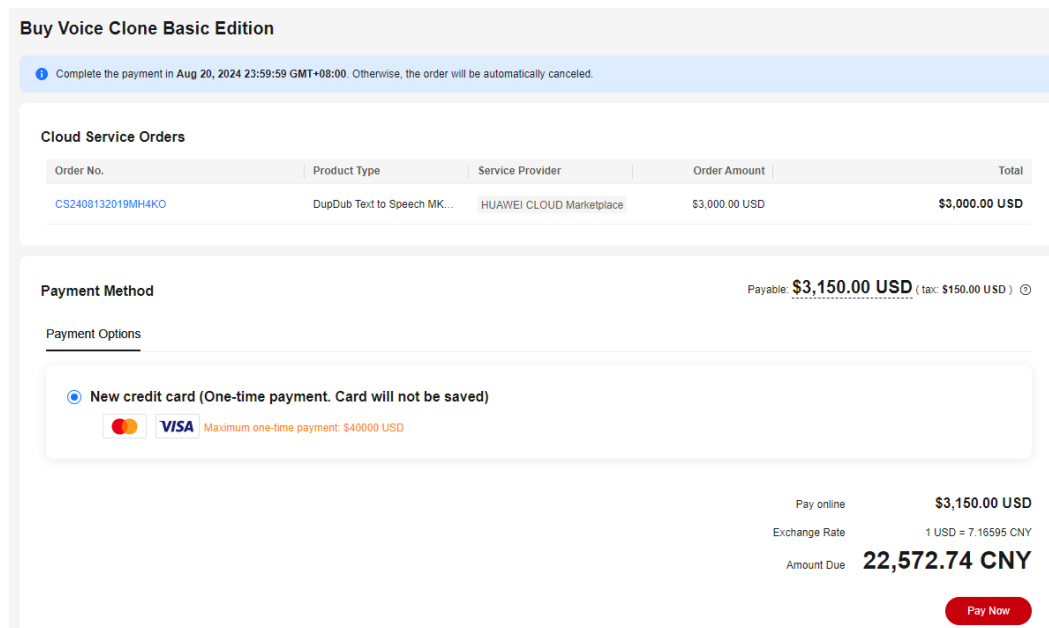 Buy Voice Clone Basic Edition
Complete the payment in Aug 20, 2024 23:59:59 GMT+08:00. Otherwise, the order will be automatically canceled.
Cloud Service Orders
Order No. Product Type Service Provider Order Amount Total
CS2408132019MH4KO DupDub Text to Speech MK... HUAWEI CLOUD Marketplace $3,000.00 USD $3,000.00 USD
Payment Method Payable: $3,150.00 USD ( tax: $150.00 USD ) ?
Payment Options
New credit card (One-time payment. Card will not be saved)
VISA Maximum one-time payment: $40000 USD
Pay online $3,150.00 USD
Exchange Rate 1 USD = 7.16595 CNY
Amount Due 22,572.74 CNY
Pay Now